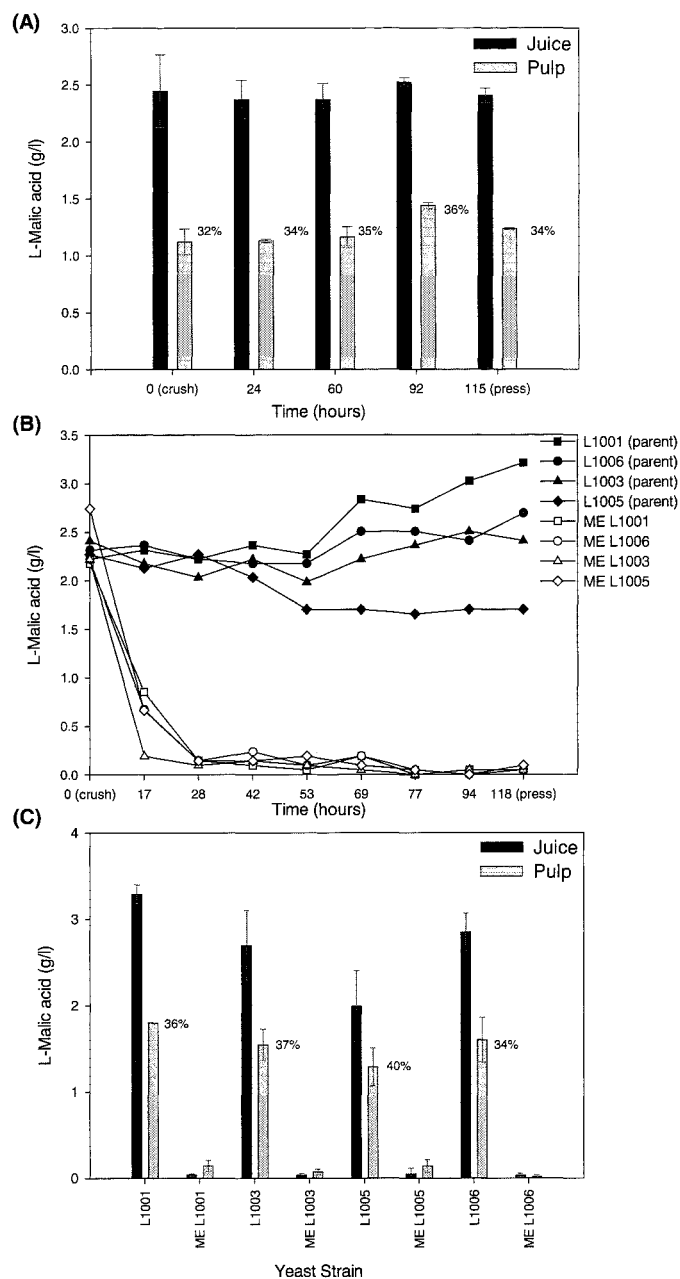 (A)
3.0
2.5
2.0
1.5
1.0
0.5
0.0
L-Malic acid (g/l)
Juice
Pulp
32%
34%
35%
36%
34%
0 (crush) 24 60 92 115 (press)
Time (hours)
(B)
3.5
3.0
2.5
2.0
1.5
1.0
0.5
0.0
L-Malic acid (g/l)
L1001 (parent)
L1006 (parent)
L1003 (parent)
L1005 (parent)
ME L1001
ME L1006
ME L1003
ME L1005
0 (crush) 17 28 42 53 69 77 94 118 (press)
Time (hours)
(C)
4
3
2
1
0
L-Malic acid (g/l)
Juice
Pulp
36%
37%
40%
34%
L1001
ME L1001
L1003
ME L1003
L1005
ME L1005
L1006
ME L1006
Yeast Strain